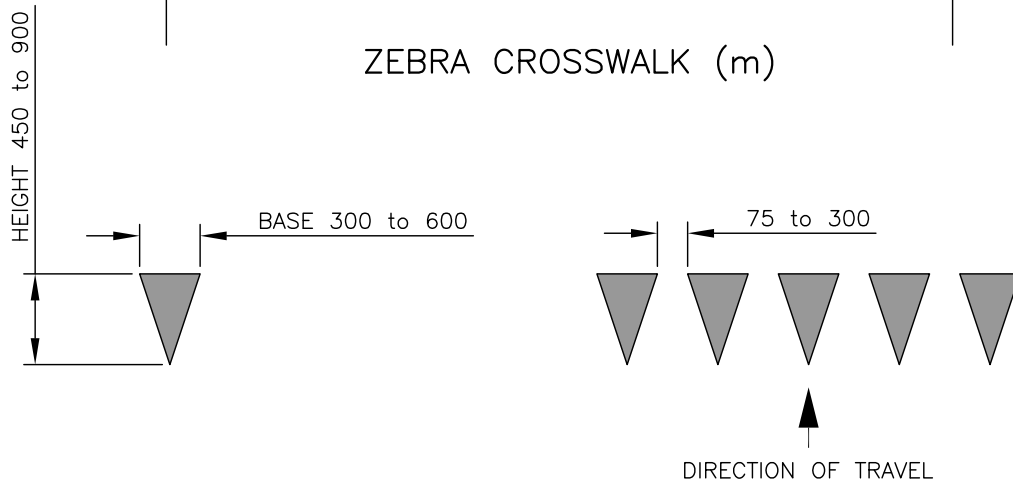 ZEBRA CROSSWALK (m)
HEIGHT 450 to 900
BASE 300 to 600
75 to 300
DIRECTION OF TRAVEL